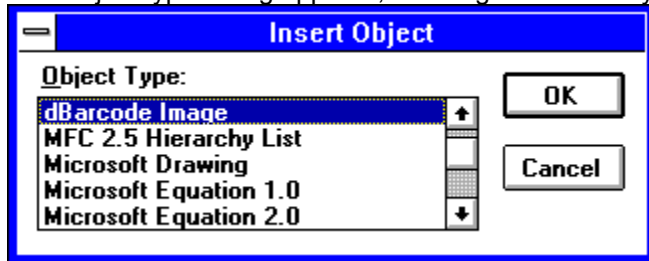 Insert Object
Object Type:
dBarcode Image
MFC 2.5 Hierarchy List
Microsoft Drawing
Microsoft Equation 1.0
Microsoft Equation 2.0
OK
Cancel